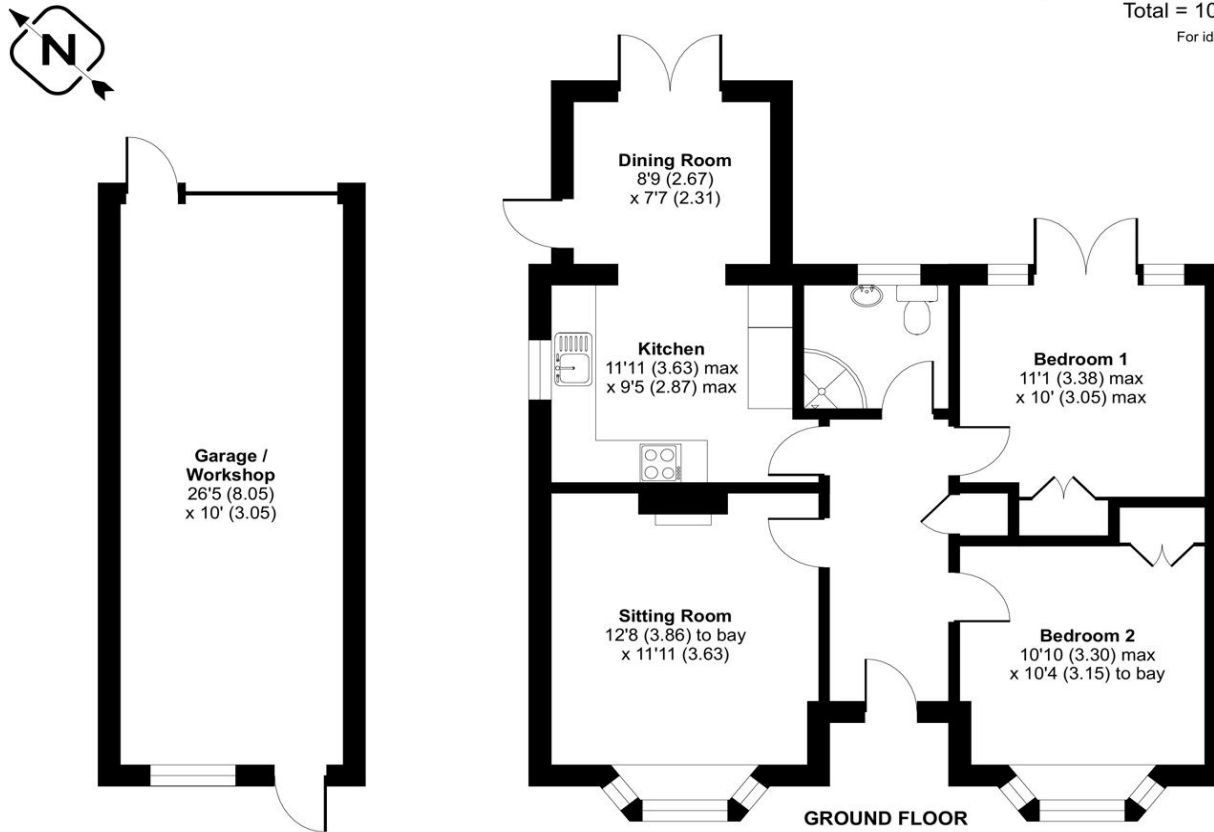 Total = 10
For id
N
Dining Room
8'9 (2.67)
x 7'7 (2.31)
Kitchen
11'11 (3.63) max
x 9'5 (2.87) max
Bedroom 1
11'1 (3.38) max
x 10' (3.05) max
Garage /
Workshop
26'5 (8.05)
x 10' (3.05)
Sitting Room
12'8 (3.86) to bay
x 11'11 (3.63)
Bedroom 2
10'10 (3.30) max
x 10'4 (3.15) to bay
GROUND FLOOR